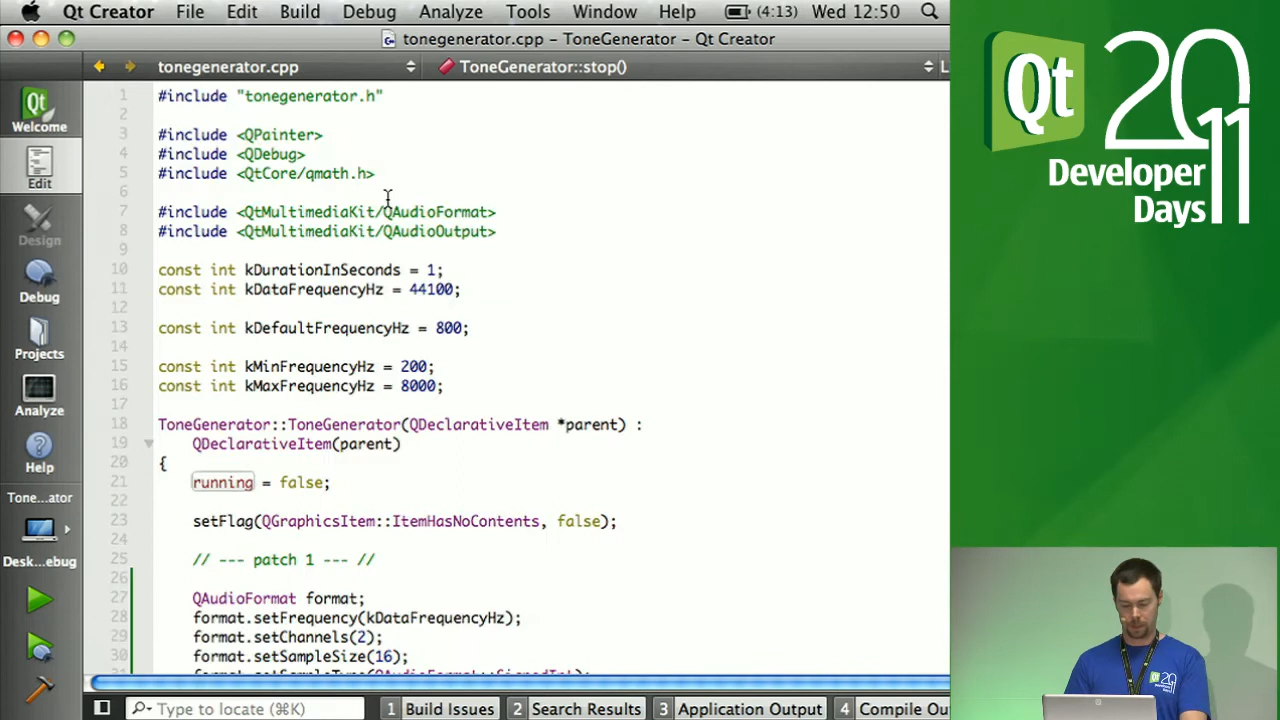 Qt Creator File Edit Build Debug Analyze Tools Window Help (4:13) Wed 12:50
tonegenerator.cpp - ToneGenerator - Qt Creator
tonegenerator.cpp ToneGenerator::stop() L
Welcome
Edit
Design
Debug
Projects
Analyze
Help
Tone...ator
Desk...ebug
1 #include "tonegenerator.h"
2
3 #include <QPainter>
4 #include <QDebug>
5 #include <QtCore/qmath.h>
6
7 #include <QtMultimediaKit/QAudioFormat>
8 #include <QtMultimediaKit/QAudioOutput>
9
10 const int kDurationInSeconds = 1;
11 const int kDataFrequencyHz = 44100;
12
13 const int kDefaultFrequencyHz = 800;
14
15 const int kMinFrequencyHz = 200;
16 const int kMaxFrequencyHz = 8000;
17
18 ToneGenerator::ToneGenerator(QDeclarativeItem *parent) :
19 QDeclarativeItem(parent)
20 {
21 running = false;
22
23 setFlag(QGraphicsItem::ItemHasNoContents, false);
24
25 // --- patch 1 --- //
26
27 QAudioFormat format;
28 format.setFrequency(kDataFrequencyHz);
29 format.setChannels(2);
30 format.setSampleSize(16);
31 format.setSampleType(QAudioFormat::SignedInt);
Type to locate (⌘K) 1 Build Issues 2 Search Results 3 Application Output 4 Compile Ou
Qt 2011
Developer
Days
Qt